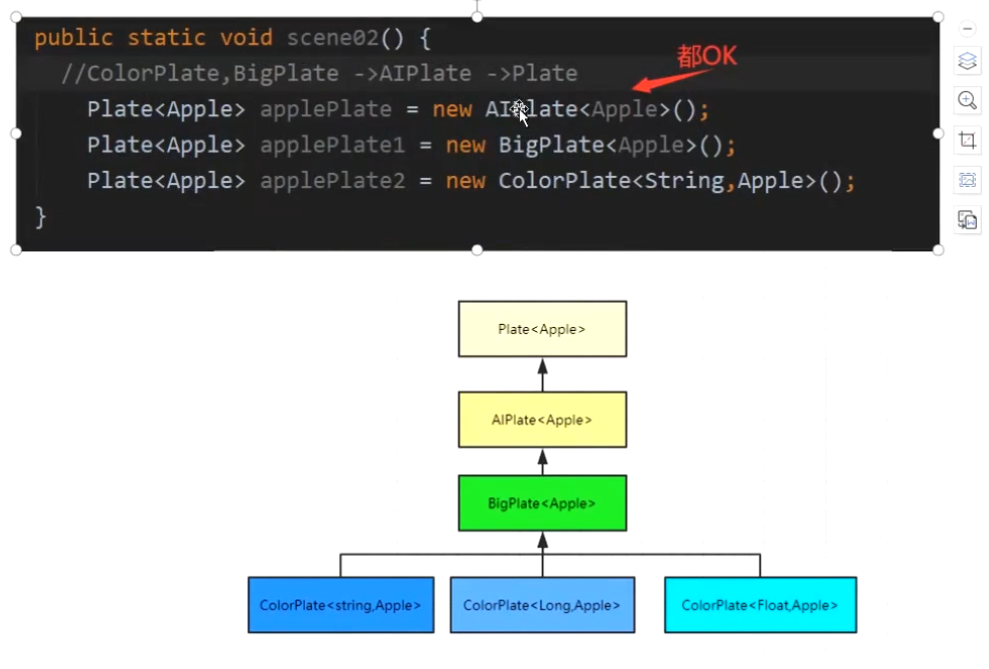 public static void scene02() {
//ColorPlate,BigPlate ->AIPlate ->Plate
都OK
Plate<Apple> applePlate = new AIPlate<Apple>();
Plate<Apple> applePlate1 = new BigPlate<Apple>();
Plate<Apple> applePlate2 = new ColorPlate<String,Apple>();
}
Plate<Apple>
AIPlate<Apple>
BigPlate<Apple>
ColorPlate<string,Apple>
ColorPlate<Long,Apple>
ColorPlate<Float,Apple>